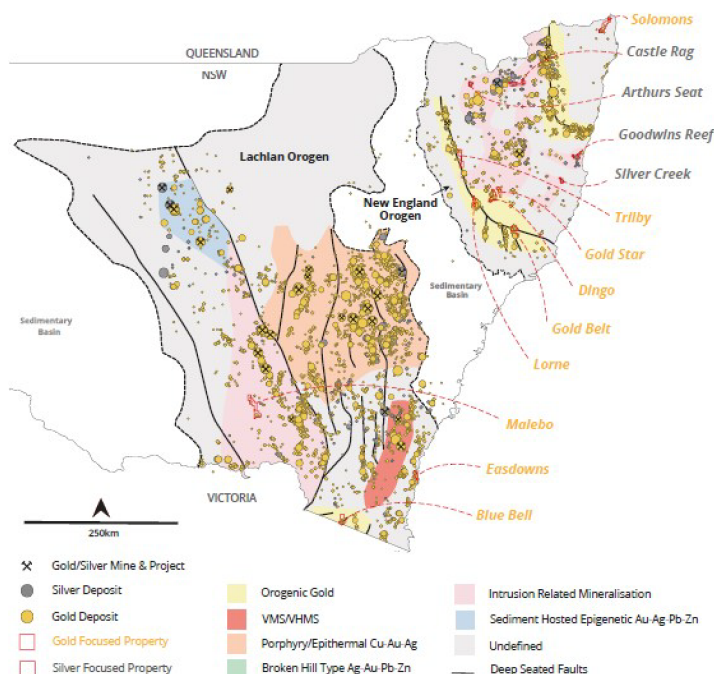 Solomons
QUEENSLAND
NSW
Castle Rag
Arthurs Seat
Goodwins Reef
Lachlan Orogen
Silver Creek
New England
Orogen
Trilby
Gold Star
Sedimentary
Basin
Dingo
Sedimentary
Basin
Gold Belt
Lorne
Malebo
Easdowns
VICTORIA
Blue Bell
250km
Gold/Silver Mine & Project
Silver Deposit
Gold Deposit
Gold Focused Property
Silver Focused Property
Orogenic Gold
VMS/VHMS
Porphyry/Epithermal Cu-Au-Ag
Broken Hill Type Ag-Au-Pb-Zn
Intrusion Related Mineralisation
Sediment Hosted Epigenetic Au-Ag-Pb-Zn
Undefined
Deep Seated Faults